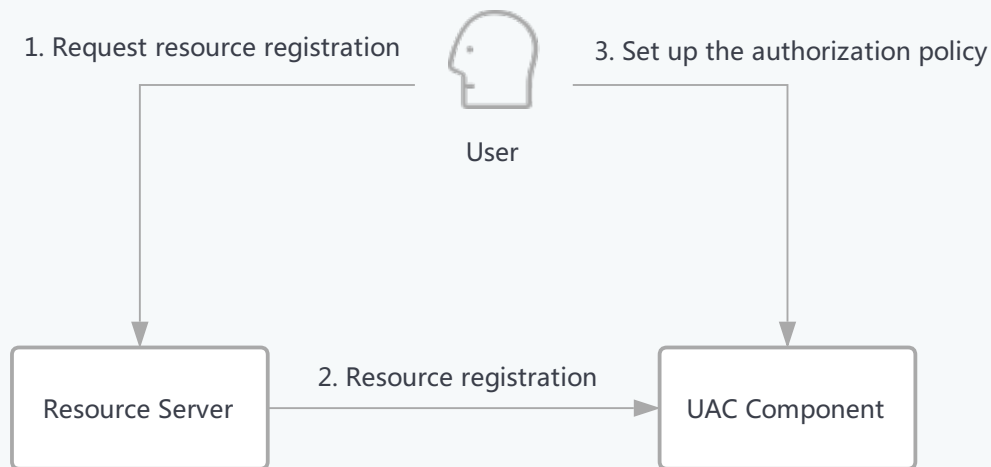 1. Request resource registration
3. Set up the authorization policy
User
2. Resource registration
Resource Server
UAC Component